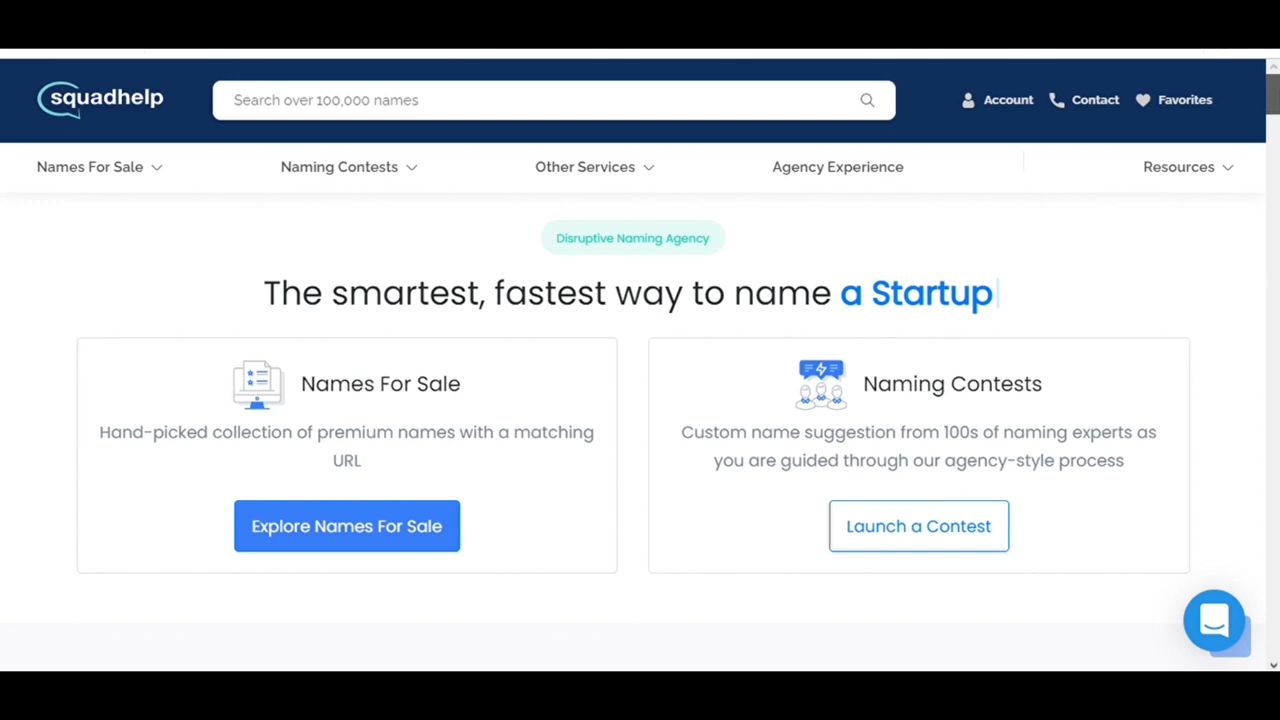 squadhelp
Search over 100,000 names
Account
Contact
Favorites
Names For Sale
Naming Contests
Other Services
Agency Experience
Resources
Disruptive Naming Agency
The smartest, fastest way to name a Startup
Names For Sale
Hand-picked collection of premium names with a matching
URL
Explore Names For Sale
Naming Contests
Custom name suggestion from 100s of naming experts as
you are guided through our agency-style process
Launch a Contest